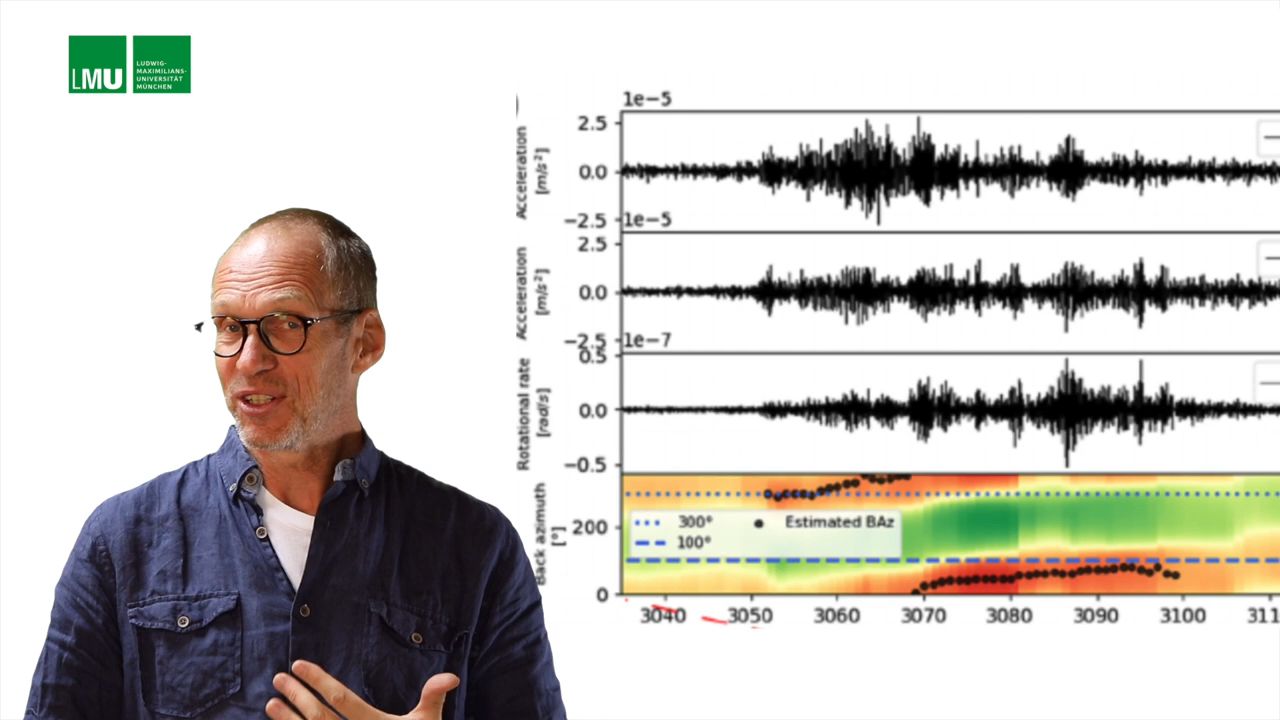 LMU
LUDWIG-
MAXIMILIANS-
UNIVERSITÄT
MÜNCHEN
1e−5
Acceleration
[m/s²]
2.5
0.0
−2.5
1e−5
Acceleration
[m/s²]
2.5
0.0
−2.5
1e−7
Rotational rate
[rad/s]
0.5
0.0
−0.5
Back azimuth
[°]
200
0
300°
100°
Estimated BAz
3040 3050 3060 3070 3080 3090 3100 311